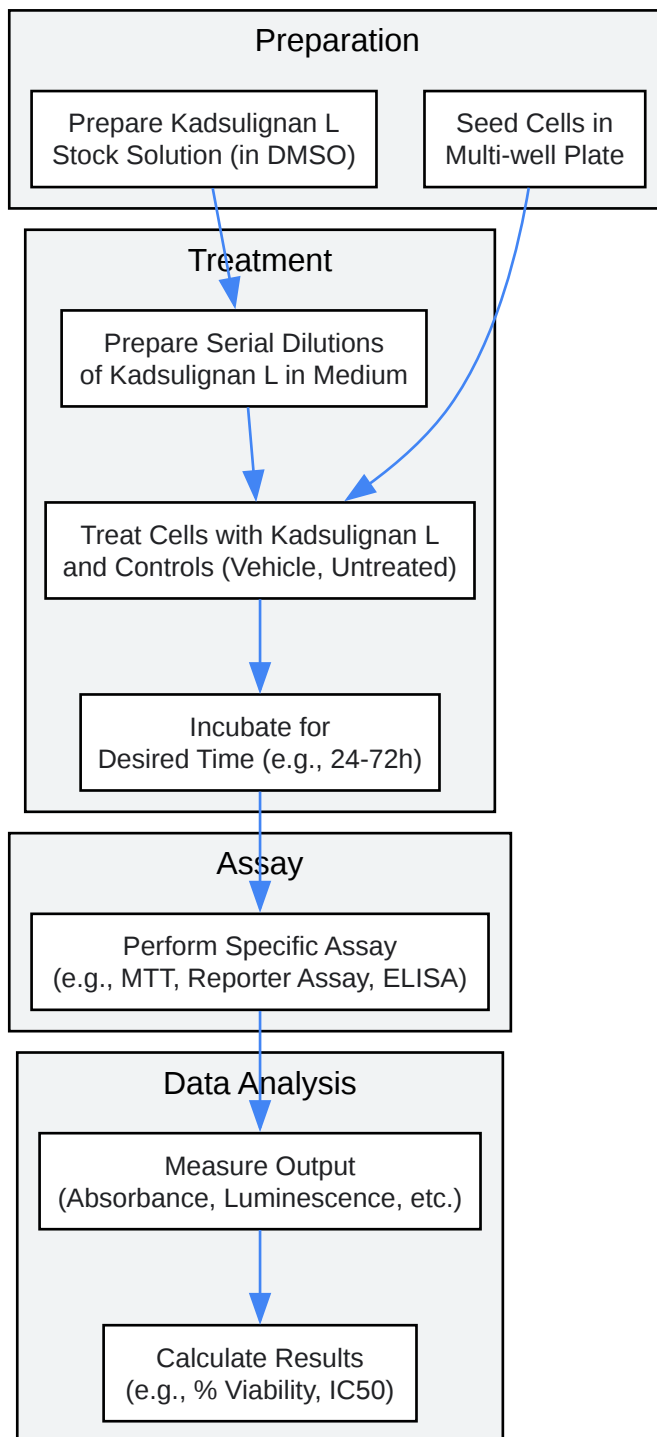 Preparation
Prepare Kadsulignan L
Stock Solution (in DMSO)
Seed Cells in
Multi-well Plate
Treatment
Prepare Serial Dilutions
of Kadsulignan L in Medium
Treat Cells with Kadsulignan L
and Controls (Vehicle, Untreated)
Incubate for
Desired Time (e.g., 24-72h)
Assay
Perform Specific Assay
(e.g., MTT, Reporter Assay, ELISA)
Data Analysis
Measure Output
(Absorbance, Luminescence, etc.)
Calculate Results
(e.g., % Viability, IC50)